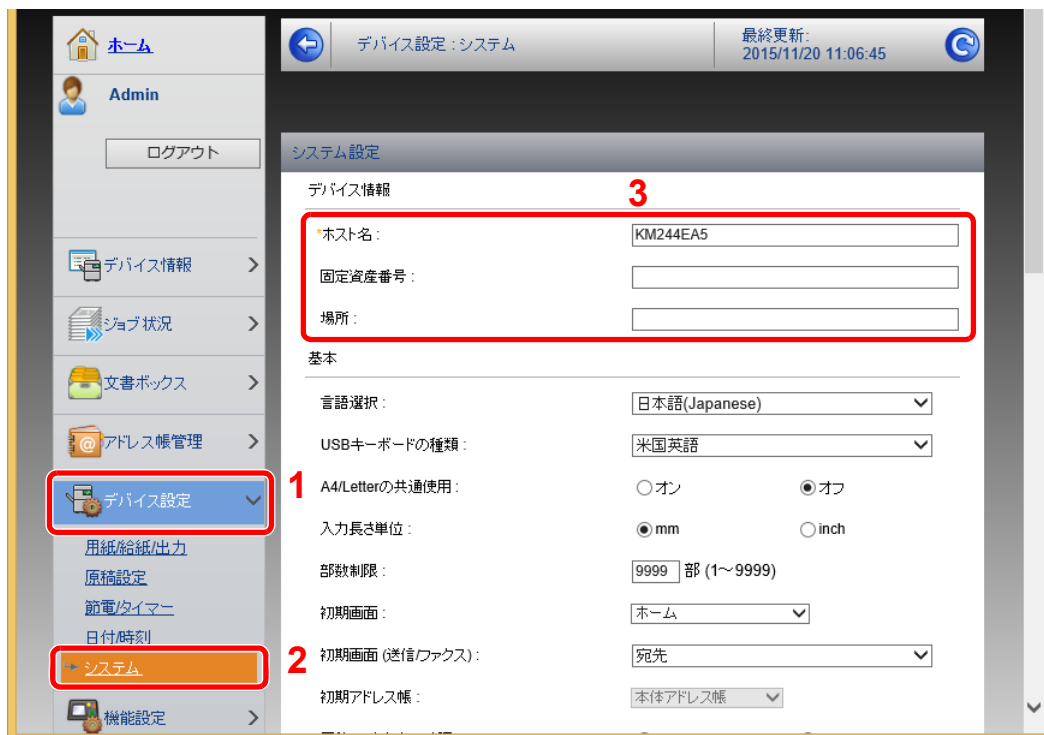 ホーム
デバイス設定 : システム
最終更新:
2015/11/20 11:06:45
Admin
ログアウト
システム設定
デバイス情報
3
*ホスト名 :
KM244EA5
固定資産番号 :
場所 :
デバイス情報
ジョブ状況
文書ボックス
アドレス帳管理
1
デバイス設定
用紙/給紙/出力
原稿設定
節電/タイマー
日付/時刻
2
システム
機能設定
基本
言語選択 :
日本語(Japanese)
USBキーボードの種類 :
米国英語
A4/Letterの共通使用 :
オン
オフ
入力長さ単位 :
mm
inch
部数制限 :
9999 部 (1~9999)
初期画面 :
ホーム
初期画面 (送信/ファクス) :
宛先
初期アドレス帳 :
本体アドレス帳